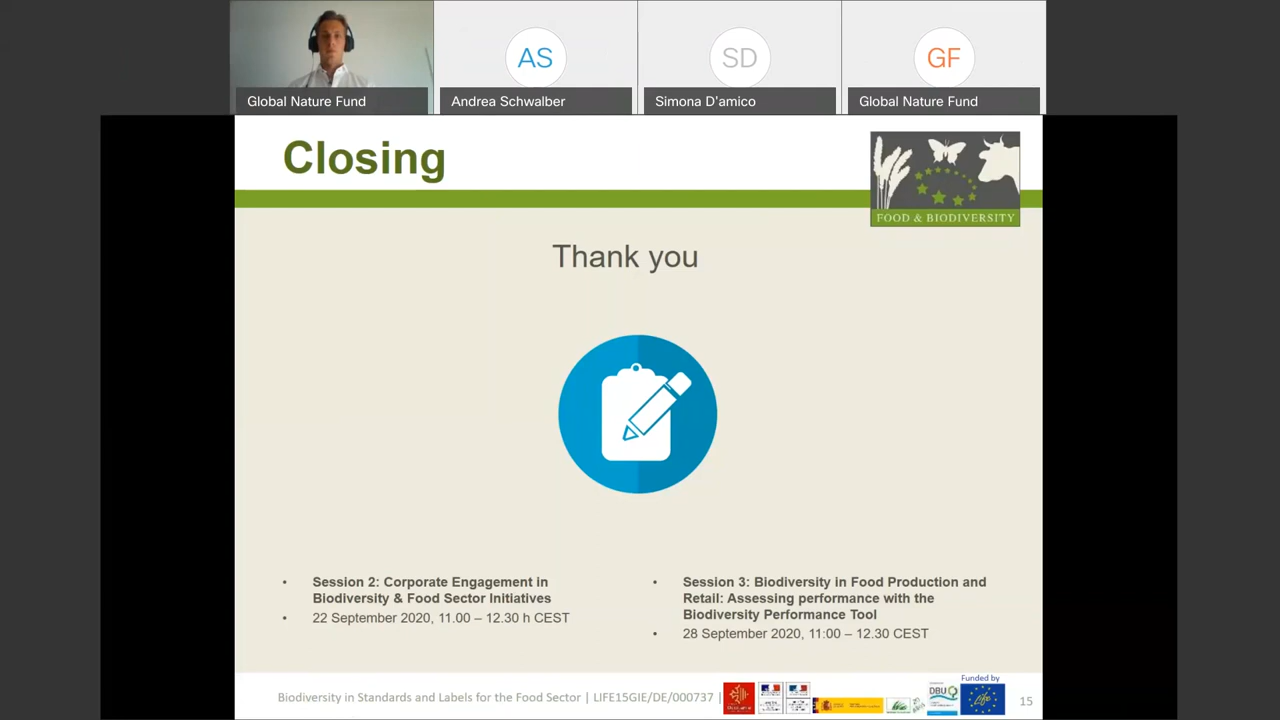 AS
SD
GF
Global Nature Fund
Andrea Schwalber
Simona D'amico
Global Nature Fund
Closing
FOOD & BIODIVERSITY
Thank you
• Session 2: Corporate Engagement in
Biodiversity & Food Sector Initiatives
• 22 September 2020, 11.00 – 12.30 h CEST
• Session 3: Biodiversity in Food Production and
Retail: Assessing performance with the
Biodiversity Performance Tool
• 28 September 2020, 11:00 – 12.30 CEST
Funded by
Biodiversity in Standards and Labels for the Food Sector | LIFE15GIE/DE/000737 |
DBU
Life
15